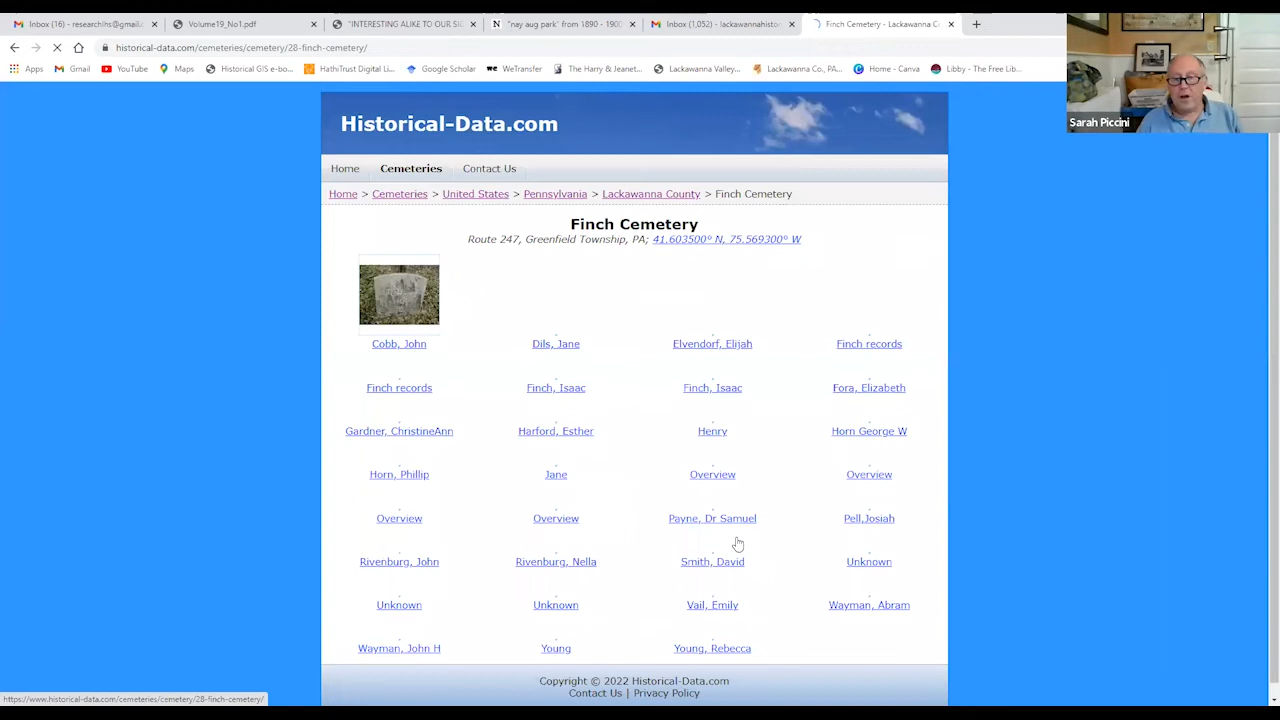 Inbox (16) - researchlhs@gmail.c
Volume19_No1.pdf
"INTERESTING ALIKE TO OUR SIC
"nay aug park" from 1890 - 1900
Inbox (1,052) - lackawannahisto
Finch Cemetery - Lackawanna C
historical-data.com/cemeteries/cemetery/28-finch-cemetery/
Apps
Gmail
YouTube
Maps
Historical GIS e-bo...
HathiTrust Digital Li...
Google Scholar
WeTransfer
The Harry & Jeanet...
Lackawanna Valley...
Lackawanna Co., PA...
Home - Canva
Libby - The Free Lib...
Sarah Piccini
Historical-Data.com
Home Cemeteries Contact Us
Home > Cemeteries > United States > Pennsylvania > Lackawanna County > Finch Cemetery
Finch Cemetery
Route 247, Greenfield Township, PA; 41.603500° N, 75.569300° W
Cobb, John Dils, Jane Elvendorf, Elijah Finch records
Finch records Finch, Isaac Finch, Isaac Fora, Elizabeth
Gardner, ChristineAnn Harford, Esther Henry Horn George W
Horn, Phillip Jane Overview Overview
Overview Overview Payne, Dr Samuel Pell,Josiah
Rivenburg, John Rivenburg, Nella Smith, David Unknown
Unknown Unknown Vail, Emily Wayman, Abram
Wayman, John H Young Young, Rebecca
Copyright © 2022 Historical-Data.com
Contact Us | Privacy Policy
https://www.historical-data.com/cemeteries/cemetery/28-finch-cemetery/